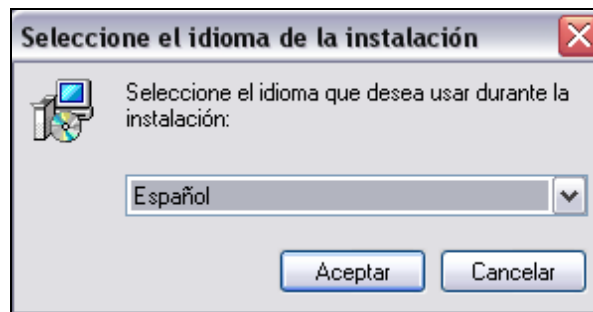 Seleccione el idioma de la instalación
Seleccione el idioma que desea usar durante la
instalación:
Español
Aceptar
Cancelar